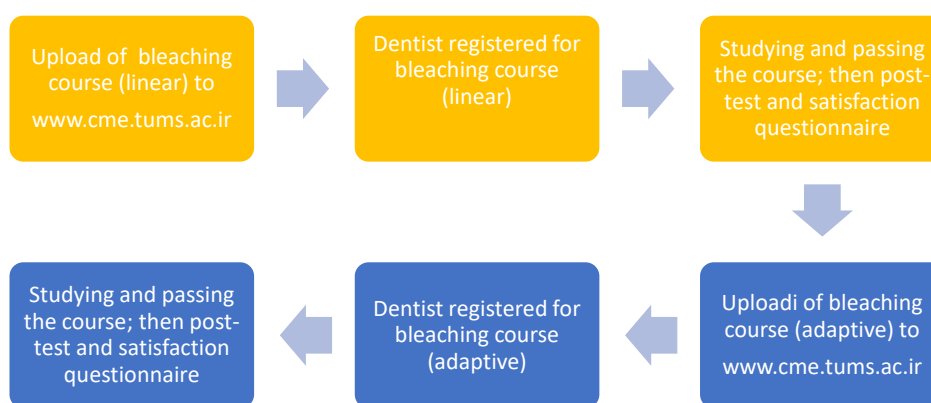 Upload of bleaching
course (linear) to
www.cme.tums.ac.ir
Dentist registered for
bleaching course
(linear)
Studying and passing
the course; then post-
test and satisfaction
questionnaire
Uploadi of bleaching
course (adaptive) to
www.cme.tums.ac.ir
Dentist registered for
bleaching course
(adaptive)
Studying and passing
the course; then post-
test and satisfaction
questionnaire